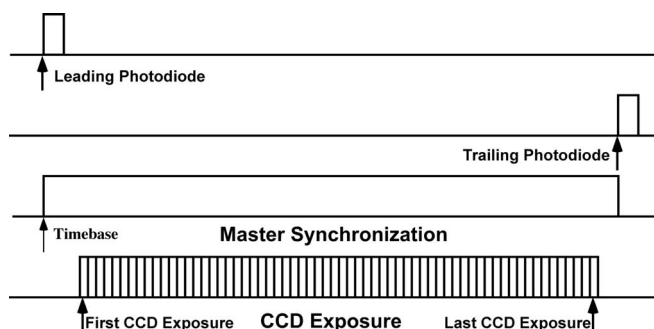 Leading Photodiode
Trailing Photodiode
Timebase
Master Synchronization
First CCD Exposure
CCD Exposure
Last CCD Exposure